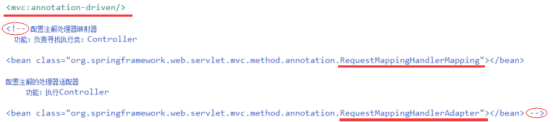 <mvc:annotation-driven/>
<!-- 配置注解处理器映射器
功能：负责寻找执行类：Controller
<bean class="org.springframework.web.servlet.mvc.method.annotation.RequestMappingHandlerMapping"></bean>
配置注解的处理器适配器
功能：执行Controller
<bean class="org.springframework.web.servlet.mvc.method.annotation.RequestMappingHandlerAdapter"></bean> -->